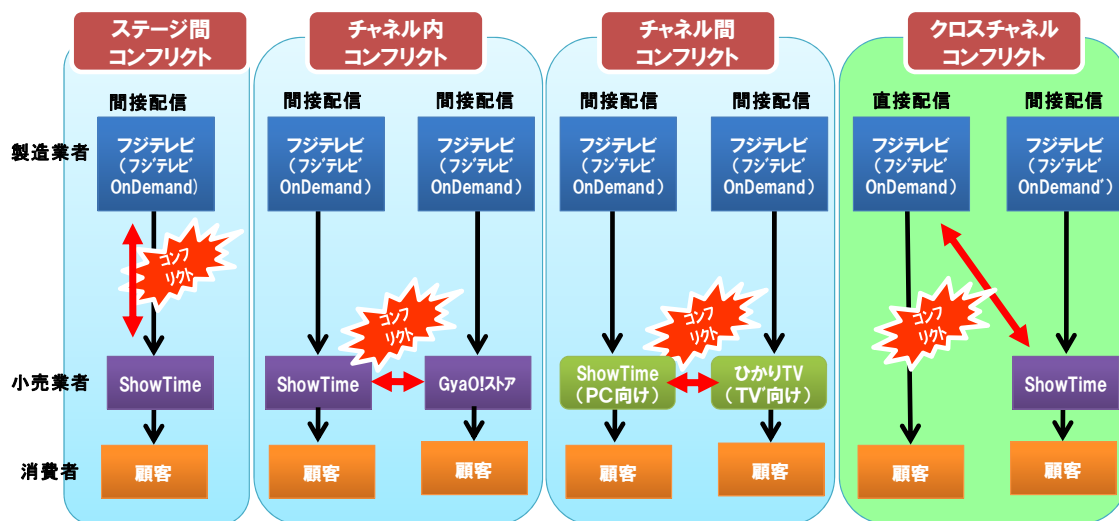 ステージ間
コンフリクト
チャネル内
コンフリクト
チャネル間
コンフリクト
クロスチャネル
コンフリクト
間接配信
間接配信
間接配信
間接配信
間接配信
直接配信
間接配信
製造業者
フジテレビ
(フジテレビ
OnDemand)
フジテレビ
(フジテレビ
OnDemand)
フジテレビ
(フジテレビ
OnDemand)
フジテレビ
(フジテレビ
OnDemand)
フジテレビ
(フジテレビ
OnDemand)
フジテレビ
(フジテレビ
OnDemand)
フジテレビ
(フジテレビ
OnDemand)
コンフ
リクト
コンフ
リクト
コンフ
リクト
コンフ
リクト
小売業者
ShowTime
ShowTime
GyaO!ストア
ShowTime
(PC向け)
ひかりTV
(TV向け)
ShowTime
消費者
顧客
顧客
顧客
顧客
顧客
顧客
顧客